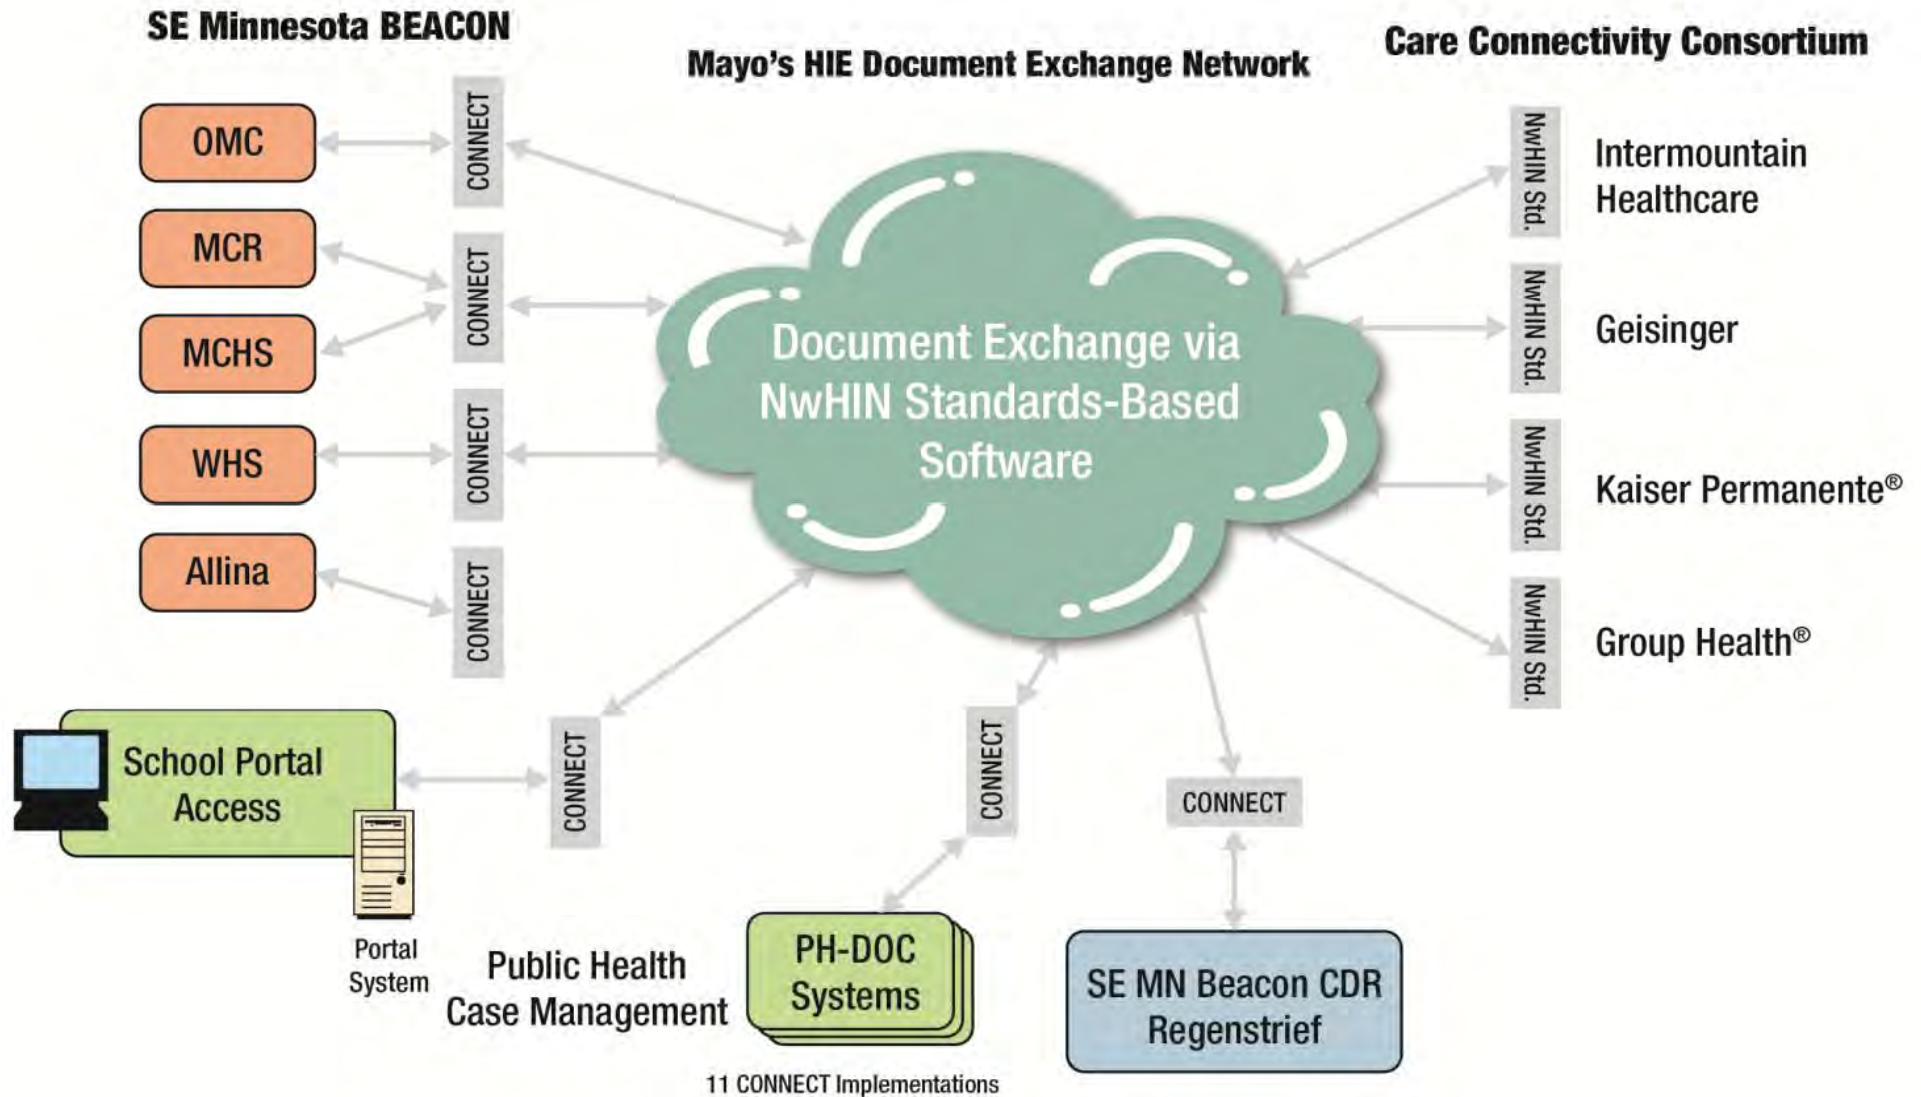 SE Minnesota BEACON
Mayo's HIE Document Exchange Network
Care Connectivity Consortium
OMC
CONNECT
MCR
MCHS
CONNECT
WHS
CONNECT
Allina
CONNECT
Document Exchange via
NwHIN Standards-Based
Software
NwHIN Std.
Intermountain
Healthcare
NwHIN Std.
Geisinger
NwHIN Std.
Kaiser Permanente®
NwHIN Std.
Group Health®
School Portal
Access
CONNECT
Portal
System
CONNECT
Public Health
Case Management
PH-DOC
Systems
11 CONNECT Implementations
CONNECT
SE MN Beacon CDR
Regenstrief